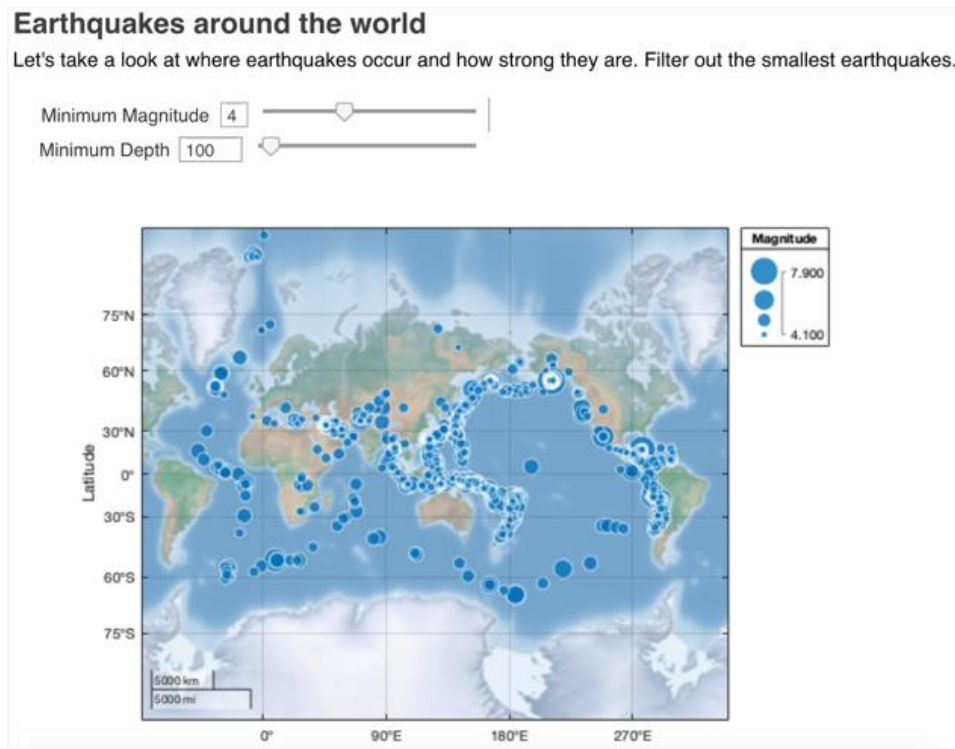 Earthquakes around the world
Let's take a look at where earthquakes occur and how strong they are. Filter out the smallest earthquakes.
Minimum Magnitude 4
Minimum Depth 100
Magnitude
7.900
4.100
75°N
60°N
30°N
0°
30°S
60°S
75°S
Latitude
5000 km
5000 mi
0° 90°E 180°E 270°E